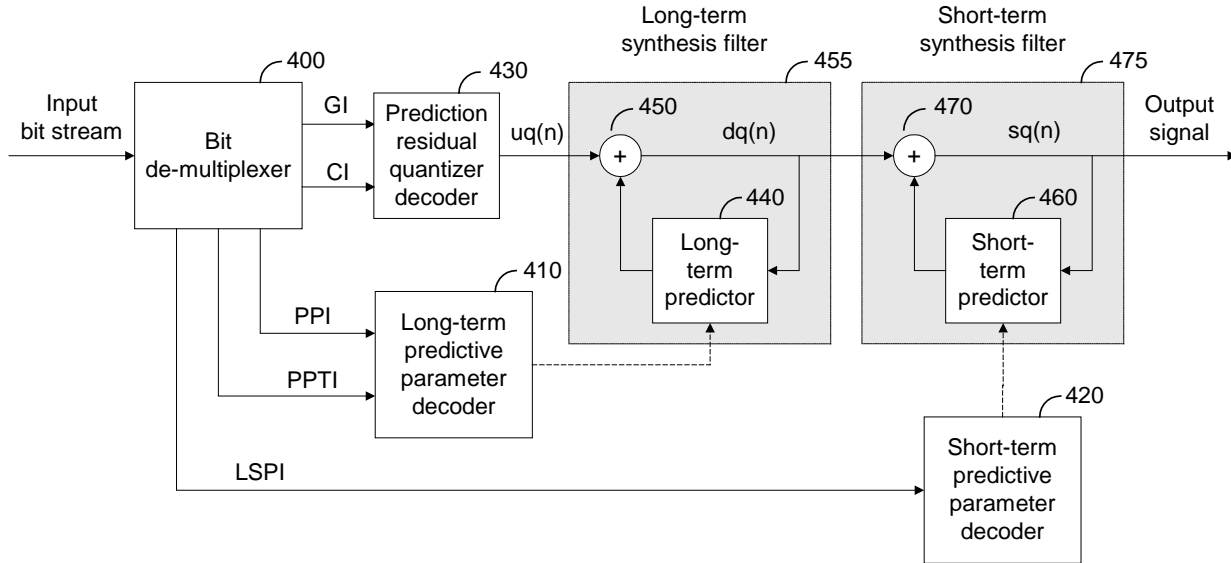 Long-term
synthesis filter
Short-term
synthesis filter
400
430
455
475
Input
bit stream
Bit
de-multiplexer
GI
CI
Prediction
residual
quantizer
decoder
uq(n)
450
+
dq(n)
440
Long-
term
predictor
470
+
sq(n)
460
Short-
term
predictor
Output
signal
410
PPI
PPTI
Long-term
predictive
parameter
decoder
420
LSPI
Short-term
predictive
parameter
decoder